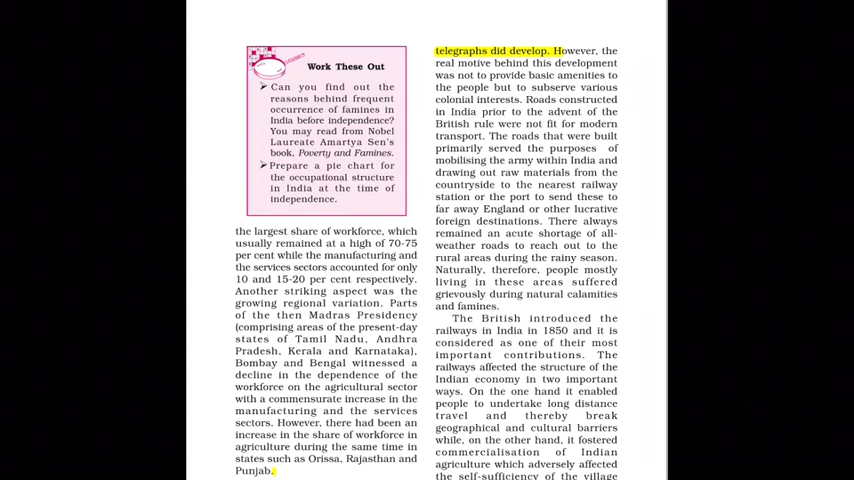 Work These Out
➢ Can you find out the
reasons behind frequent
occurrence of famines in
India before independence?
You may read from Nobel
Laureate Amartya Sen's
book, Poverty and Famines.
➢ Prepare a pie chart for
the occupational structure
in India at the time of
independence.
the largest share of workforce, which
usually remained at a high of 70-75
per cent while the manufacturing and
the services sectors accounted for only
10 and 15-20 per cent respectively.
Another striking aspect was the
growing regional variation. Parts
of the then Madras Presidency
(comprising areas of the present-day
states of Tamil Nadu, Andhra
Pradesh, Kerala and Karnataka),
Bombay and Bengal witnessed a
decline in the dependence of the
workforce on the agricultural sector
with a commensurate increase in the
manufacturing and the services
sectors. However, there had been an
increase in the share of workforce in
agriculture during the same time in
states such as Orissa, Rajasthan and
Punjab.
telegraphs did develop. However, the
real motive behind this development
was not to provide basic amenities to
the people but to subserve various
colonial interests. Roads constructed
in India prior to the advent of the
British rule were not fit for modern
transport. The roads that were built
primarily served the purposes of
mobilising the army within India and
drawing out raw materials from the
countryside to the nearest railway
station or the port to send these to
far away England or other lucrative
foreign destinations. There always
remained an acute shortage of all-
weather roads to reach out to the
rural areas during the rainy season.
Naturally, therefore, people mostly
living in these areas suffered
grievously during natural calamities
and famines.
The British introduced the
railways in India in 1850 and it is
considered as one of their most
important contributions. The
railways affected the structure of the
Indian economy in two important
ways. On the one hand it enabled
people to undertake long distance
travel and thereby break
geographical and cultural barriers
while, on the other hand, it fostered
commercialisation of Indian
agriculture which adversely affected
the self-sufficiency of the village